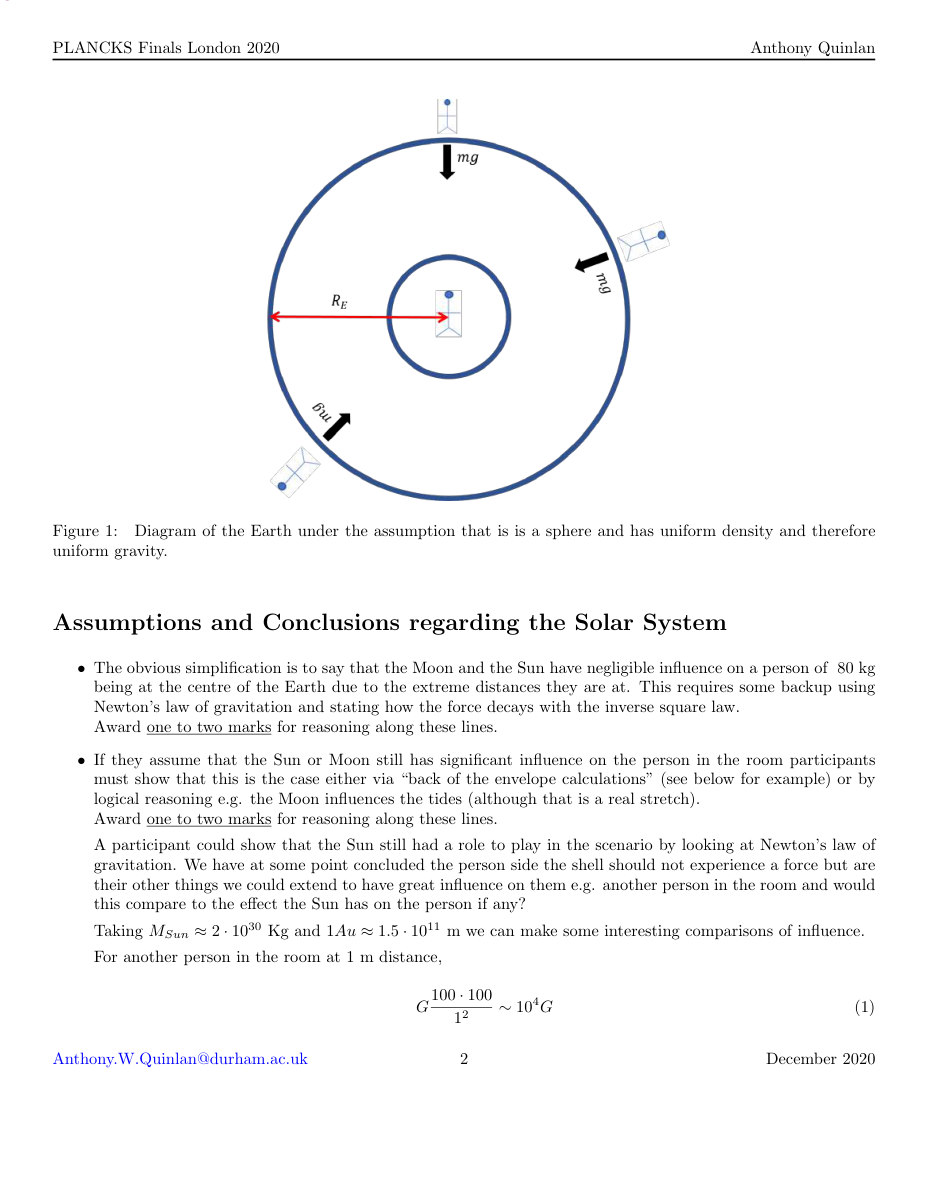 PLANCKS Finals London 2020 Anthony Quinlan
mg
mg
R_E
mg
Figure 1: Diagram of the Earth under the assumption that is is a sphere and has uniform density and therefore
uniform gravity.
Assumptions and Conclusions regarding the Solar System
• The obvious simplification is to say that the Moon and the Sun have negligible influence on a person of 80 kg
being at the centre of the Earth due to the extreme distances they are at. This requires some backup using
Newton's law of gravitation and stating how the force decays with the inverse square law.
Award one to two marks for reasoning along these lines.
• If they assume that the Sun or Moon still has significant influence on the person in the room participants
must show that this is the case either via “back of the envelope calculations” (see below for example) or by
logical reasoning e.g. the Moon influences the tides (although that is a real stretch).
Award one to two marks for reasoning along these lines.
A participant could show that the Sun still had a role to play in the scenario by looking at Newton's law of
gravitation. We have at some point concluded the person side the shell should not experience a force but are
their other things we could extend to have great influence on them e.g. another person in the room and would
this compare to the effect the Sun has on the person if any?
Taking M_{Sun} ≈ 2 · 10^{30} Kg and 1Au ≈ 1.5 · 10^{11} m we can make some interesting comparisons of influence.
For another person in the room at 1 m distance,
G\frac{100 · 100}{1^2} ∼ 10^4 G (1)
Anthony.W.Quinlan@durham.ac.uk 2 December 2020